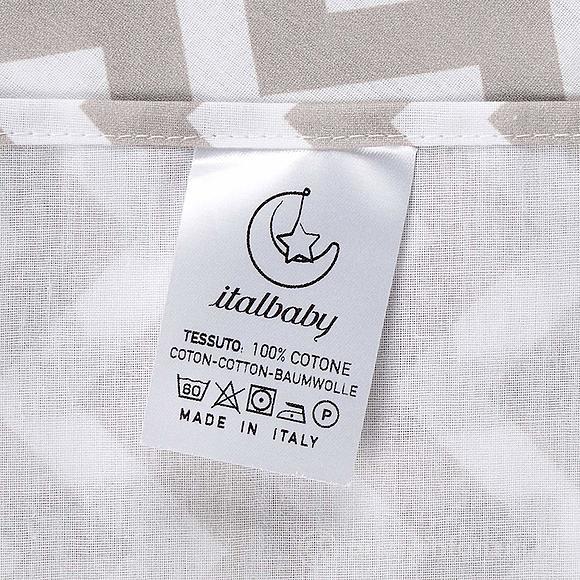 italbaby
TESSUTO: 100% COTONE
COTON-COTTON-BAUMWOLLE
60 P
MADE IN ITALY